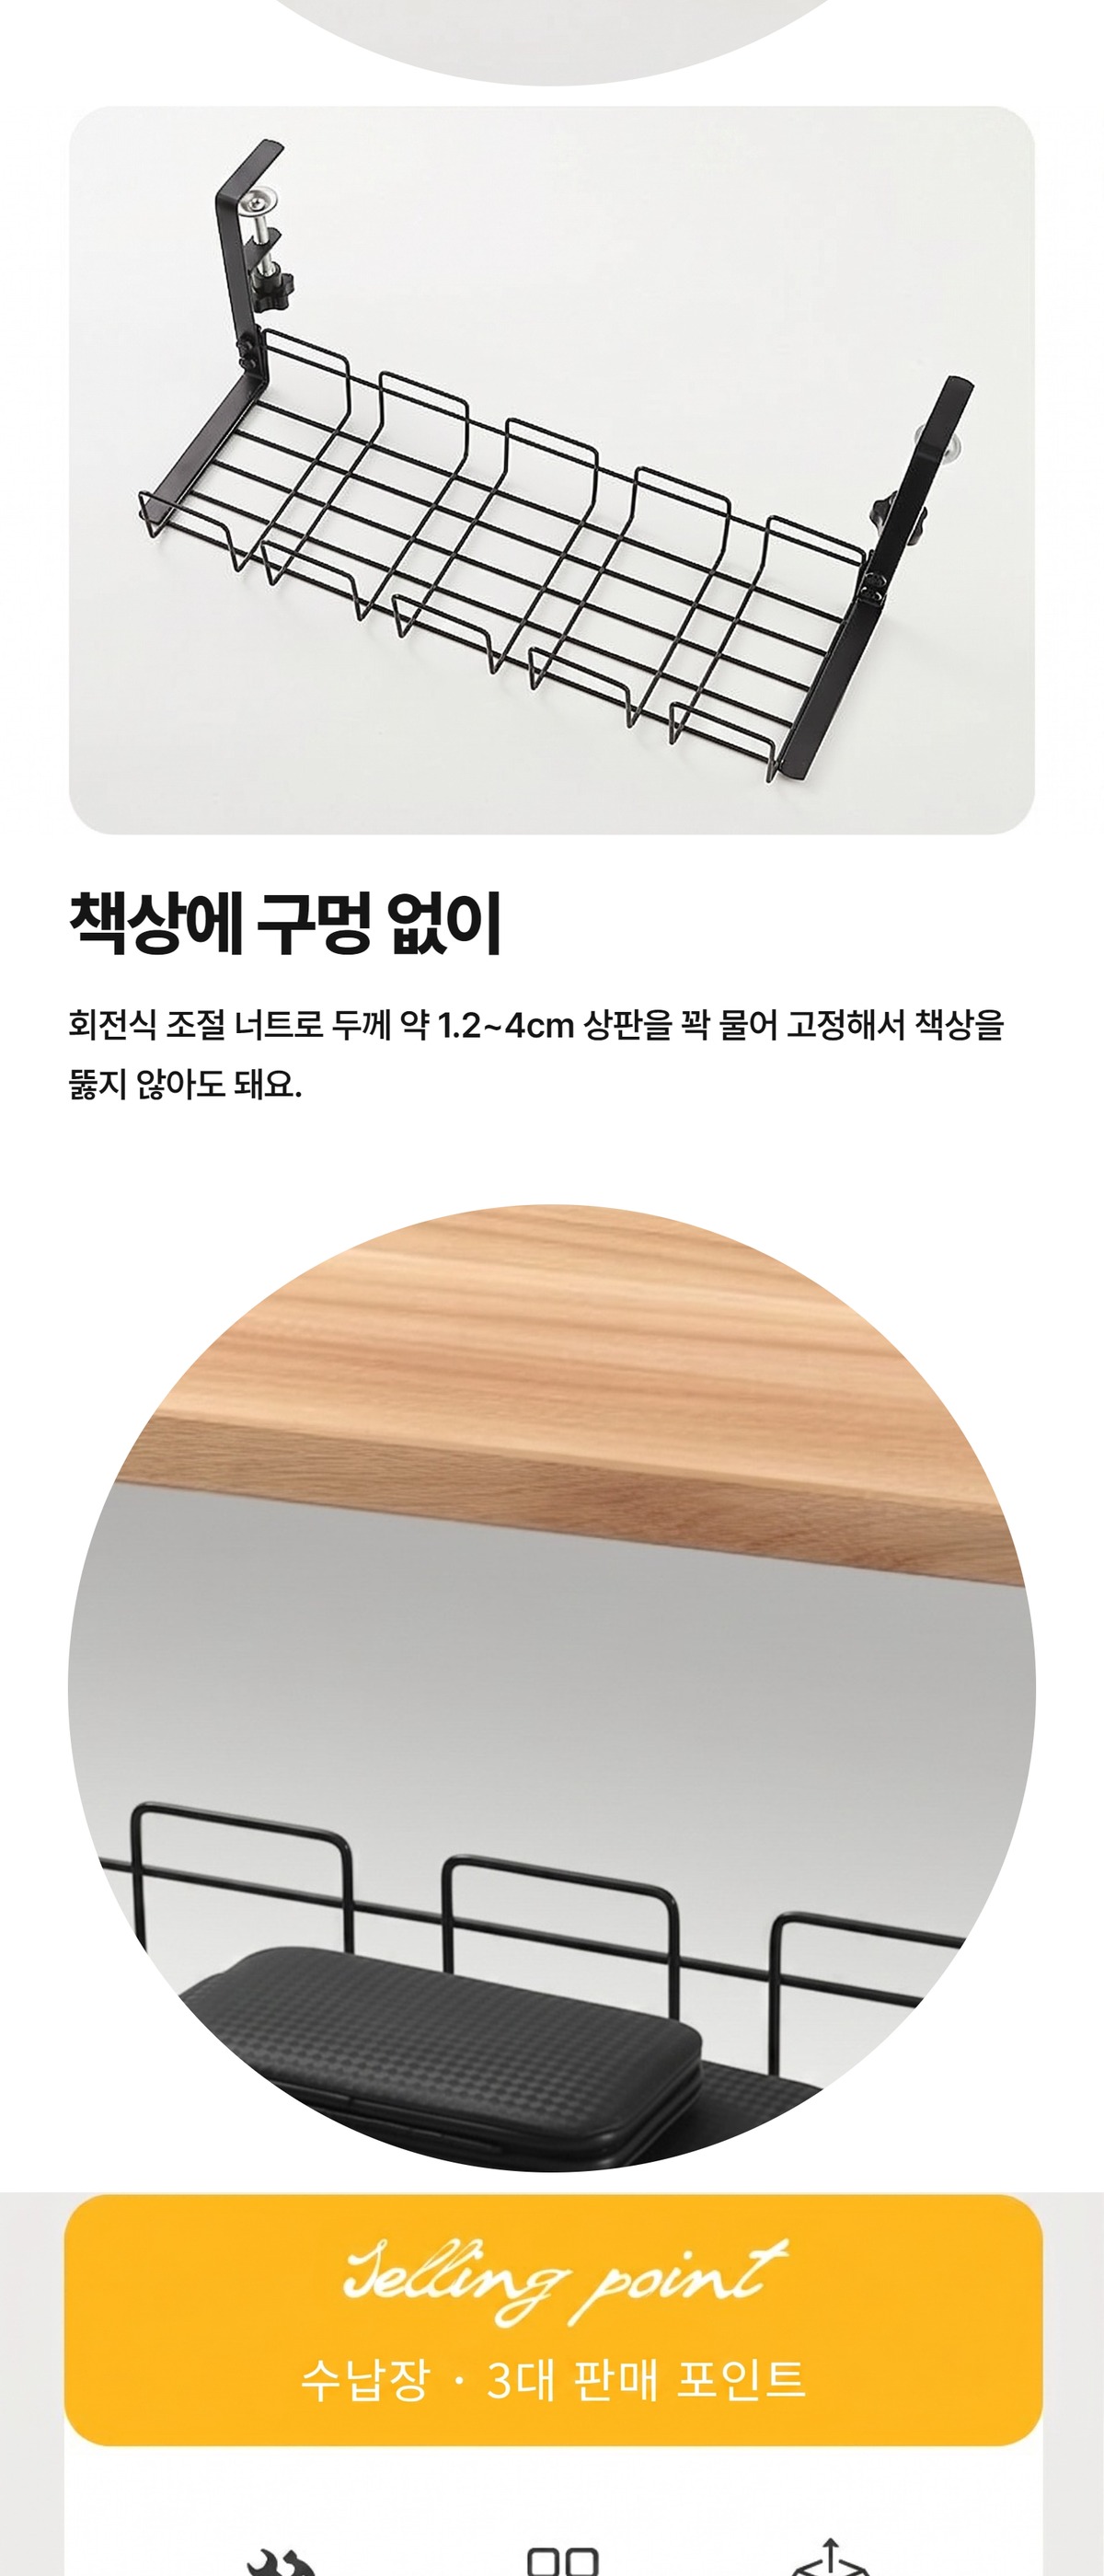 책상에 구멍 없이
회전식 조절 너트로 두께 약 1.2~4cm 상판을 꽉 물어 고정해서 책상을
뚫지 않아도 돼요.
Selling point
수납장 · 3대 판매 포인트